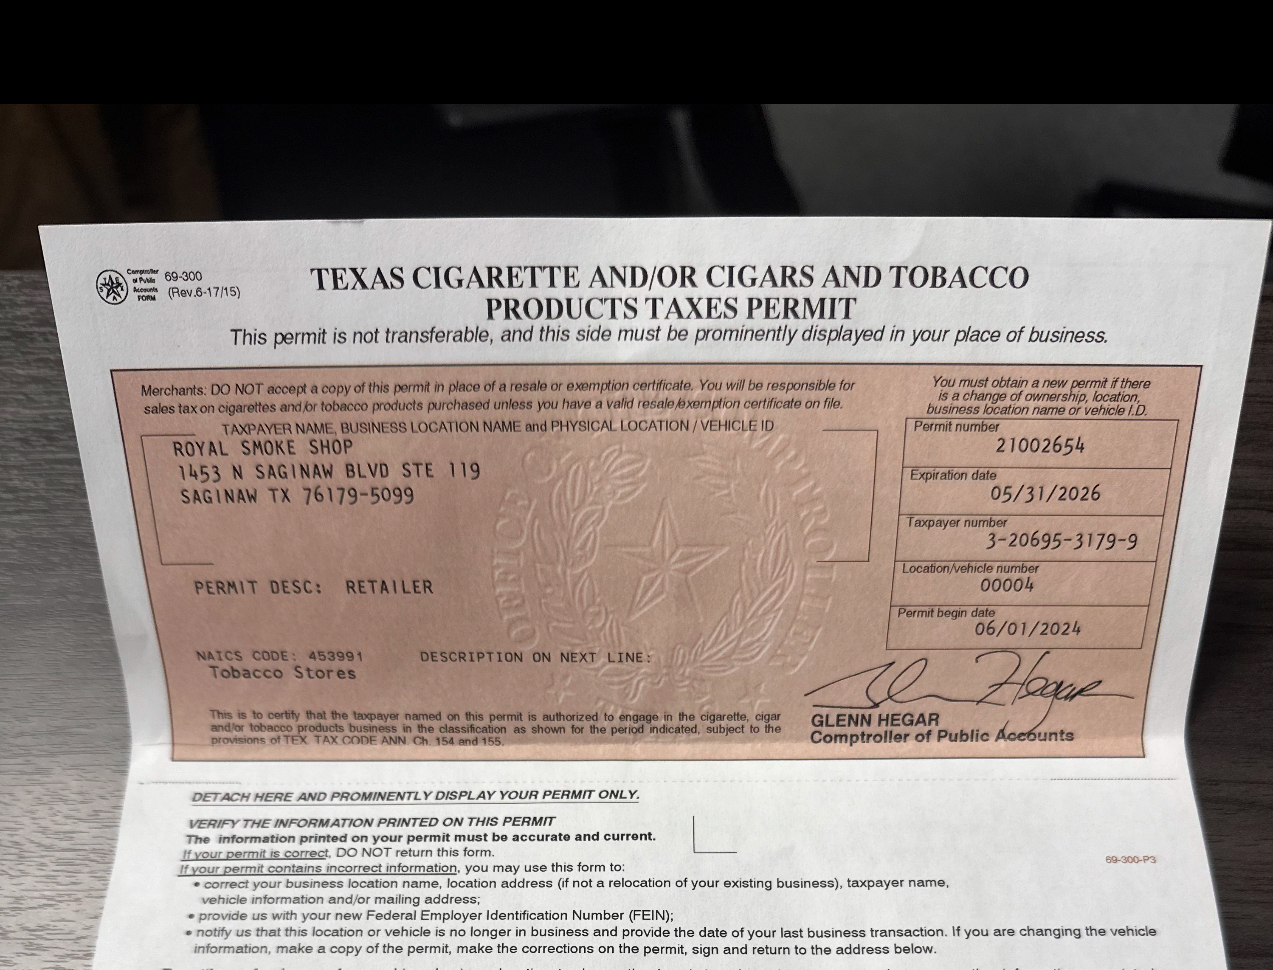 Comptroller
of Public
Accounts
FORM
69-300
(Rev.6-17/15)
TEXAS CIGARETTE AND/OR CIGARS AND TOBACCO
PRODUCTS TAXES PERMIT
This permit is not transferable, and this side must be prominently displayed in your place of business.
Merchants: DO NOT accept a copy of this permit in place of a resale or exemption certificate. You will be responsible for
sales tax on cigarettes and/or tobacco products purchased unless you have a valid resale/exemption certificate on file.
You must obtain a new permit if there
is a change of ownership, location,
business location name or vehicle I.D.
TAXPAYER NAME, BUSINESS LOCATION NAME and PHYSICAL LOCATION / VEHICLE ID
ROYAL SMOKE SHOP
1453 N SAGINAW BLVD STE 119
SAGINAW TX 76179-5099
Permit number
21002654
Expiration date
05/31/2026
Taxpayer number
3-20695-3179-9
Location/vehicle number
00004
Permit begin date
06/01/2024
PERMIT DESC: RETAILER
NAICS CODE: 453991 DESCRIPTION ON NEXT LINE:
Tobacco Stores
This is to certify that the taxpayer named on this permit is authorized to engage in the cigarette, cigar
and/or tobacco products business in the classification as shown for the period indicated, subject to the
provisions of TEX. TAX CODE ANN. Ch. 154 and 155.
Glenn Hegar
GLENN HEGAR
Comptroller of Public Accounts
DETACH HERE AND PROMINENTLY DISPLAY YOUR PERMIT ONLY.
VERIFY THE INFORMATION PRINTED ON THIS PERMIT
The information printed on your permit must be accurate and current.
If your permit is correct, DO NOT return this form.
If your permit contains incorrect information, you may use this form to:
69-300-P3
• correct your business location name, location address (if not a relocation of your existing business), taxpayer name,
vehicle information and/or mailing address;
• provide us with your new Federal Employer Identification Number (FEIN);
• notify us that this location or vehicle is no longer in business and provide the date of your last business transaction. If you are changing the vehicle
information, make a copy of the permit, make the corrections on the permit, sign and return to the address below.